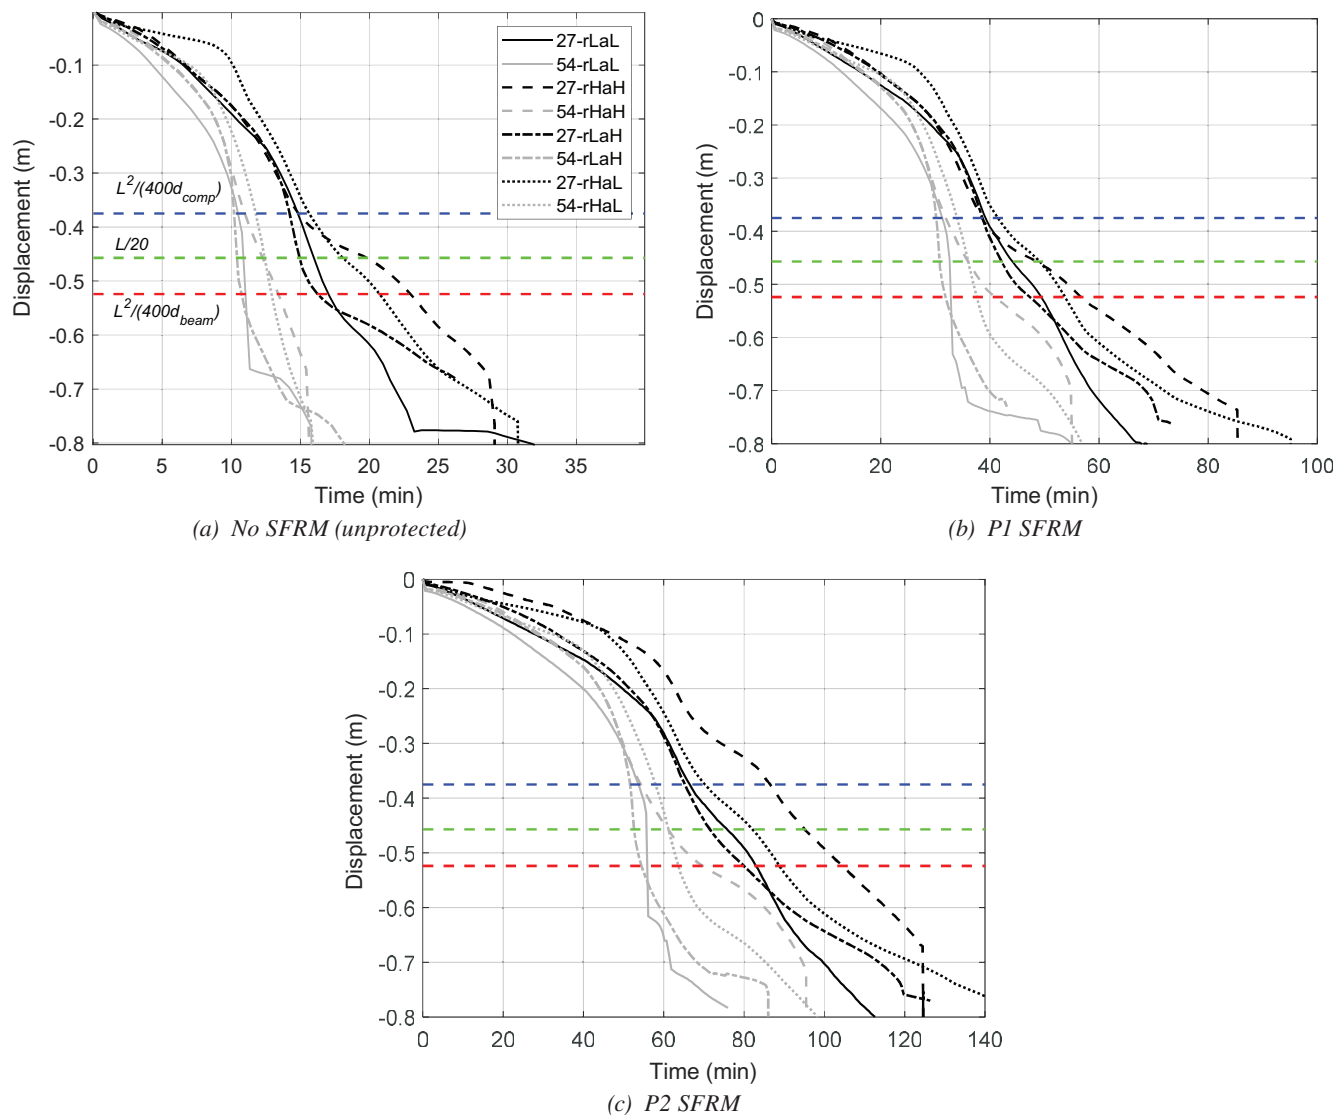 -0.1
-0.2
-0.3
-0.4
-0.5
-0.6
-0.7
-0.8
Displacement (m)
0 5 10 15 20 25 30 35
Time (min)
L²/(400d_comp)
L/20
L²/(400d_beam)
27-rLaL
54-rLaL
27-rHaH
54-rHaH
27-rLaH
54-rLaH
27-rHaL
54-rHaL
(a) No SFRM (unprotected)
0
-0.1
-0.2
-0.3
-0.4
-0.5
-0.6
-0.7
-0.8
Displacement (m)
0 20 40 60 80 100
Time (min)
(b) P1 SFRM
0
-0.1
-0.2
-0.3
-0.4
-0.5
-0.6
-0.7
-0.8
Displacement (m)
0 20 40 60 80 100 120 140
Time (min)
(c) P2 SFRM